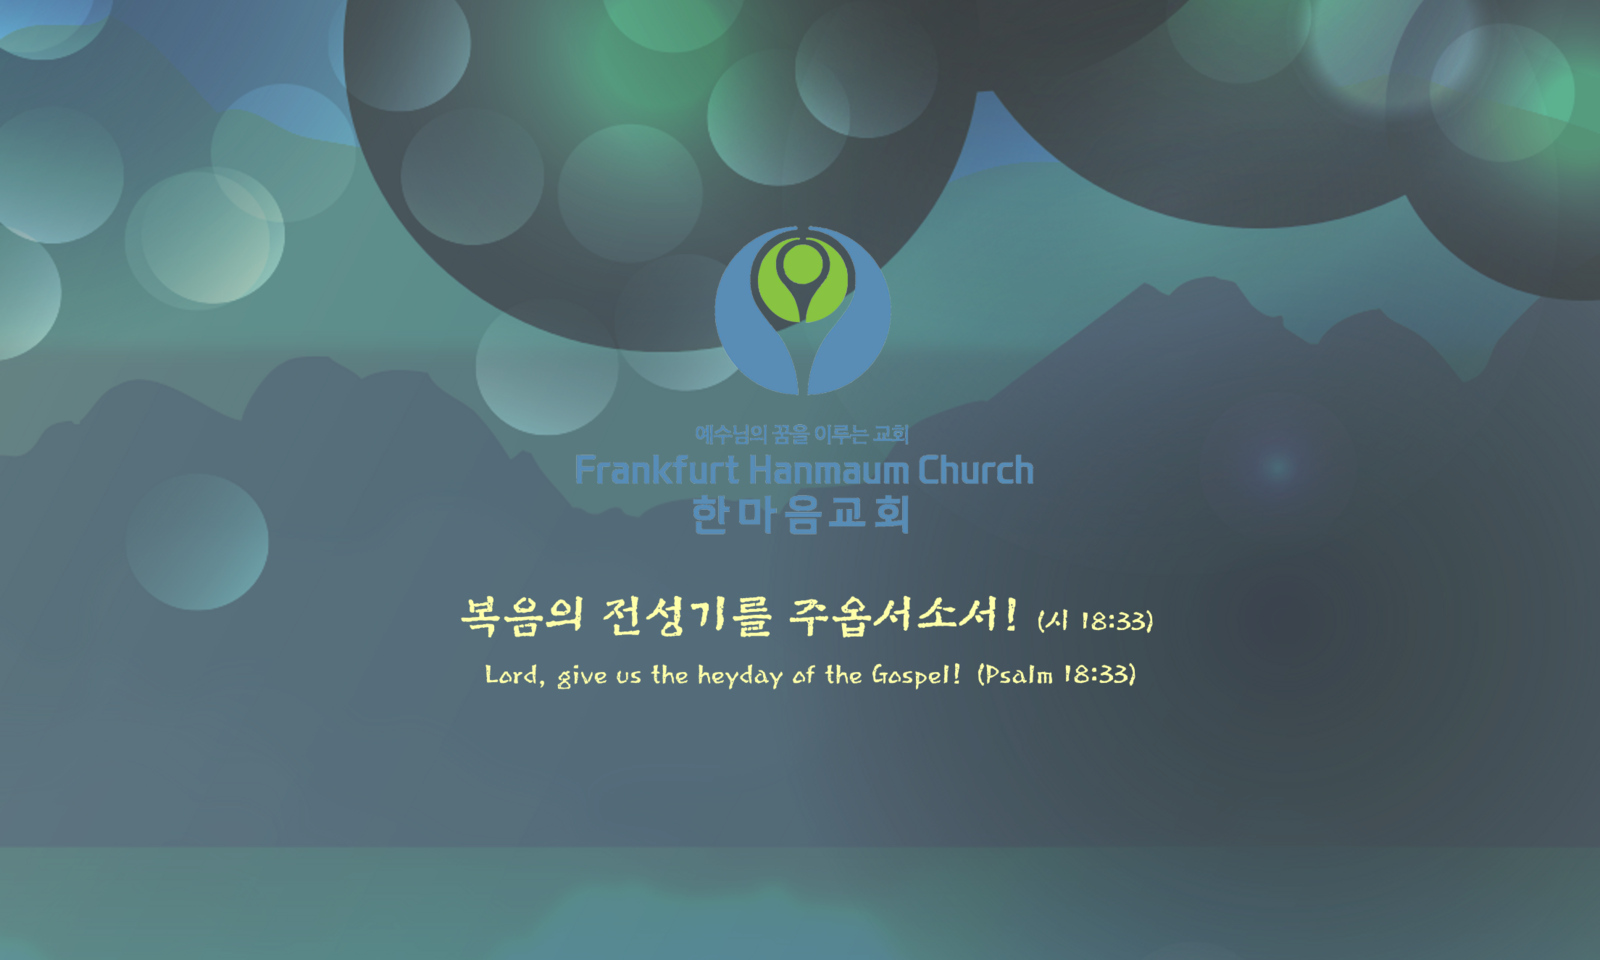 예수님의 꿈을 이루는 교회
Frankfurt Hanmaum Church
한마음교회
복음의 전성기를 주옵서소서! (시 18:33)
Lord, give us the heyday of the Gospel! (Psalm 18:33)